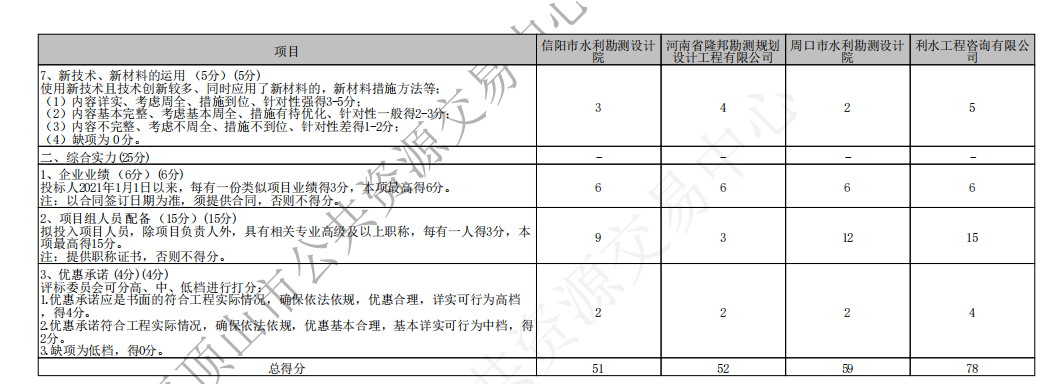 项目
信阳市水利勘测设计
院
河南省隆邦勘测规划
设计工程有限公司
周口市水利勘测设计
院
利水工程咨询有限公
司
7、新技术、新材料的运用 （5分）(5分)
使用新技术且技术创新较多、同时应用了新材料的，新材料措施方法等;
（1）内容详实、考虑周全、措施到位、针对性强得3-5分;
（2）内容基本完整、考虑基本周全、措施有待优化、针对性一般得2-3分;
（3）内容不完整、考虑不周全、措施不到位、针对性差得1-2分;
（4）缺项为 0 分。
3
4
2
5
二、综合实力(25分)
-
-
-
-
1、企业业绩 （6分）(6分)
投标人2021年1月1日以来，每有一份类似项目业绩得3分，本项最高得6分。
注：以合同签订日期为准，须提供合同，否则不得分。
6
6
6
6
2、项目组人员配备 （15分）(15分)
拟投入项目人员，除项目负责人外，具有相关专业高级及以上职称，每有一人得3分，本
项最高得15分。
注：提供职称证书，否则不得分。
9
3
12
15
3、优惠承诺 (4分)(4分)
评标委员会可分高、中、低档进行打分;
1.优惠承诺应是书面的符合工程实际情况，确保依法依规，优惠合理，详实可行为高档
，得4分。
2.优惠承诺符合工程实际情况，确保依法依规，优惠基本合理，基本详实可行为中档，得
2分。
3.缺项为低档，得0分。
2
2
2
4
总得分
51
52
59
78
顶山市公共资源交易中心
共资源交易中心